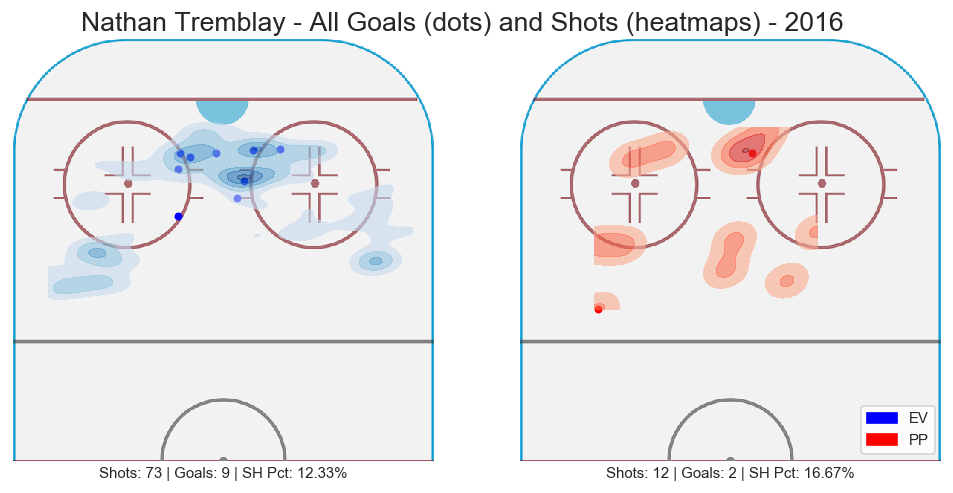 Nathan Tremblay - All Goals (dots) and Shots (heatmaps) - 2016
EV
PP
Shots: 73 | Goals: 9 | SH Pct: 12.33%
Shots: 12 | Goals: 2 | SH Pct: 16.67%